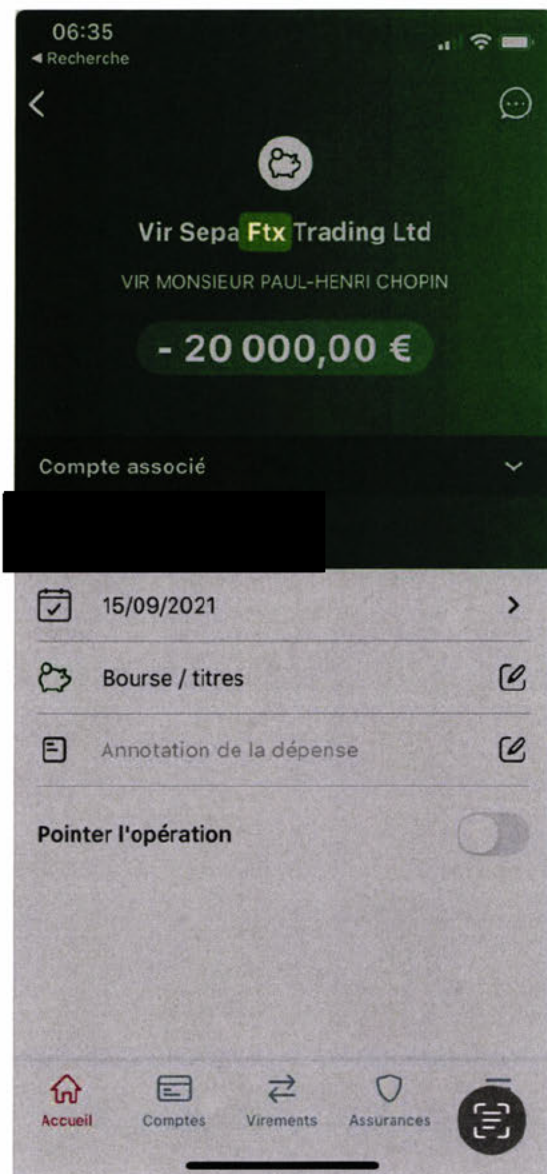 06:35
◀ Recherche
Vir Sepa Ftx Trading Ltd
VIR MONSIEUR PAUL-HENRI CHOPIN
- 20 000,00 €
Compte associé
15/09/2021
Bourse / titres
Annotation de la dépense
Pointer l'opération
Accueil
Comptes
Virements
Assurances